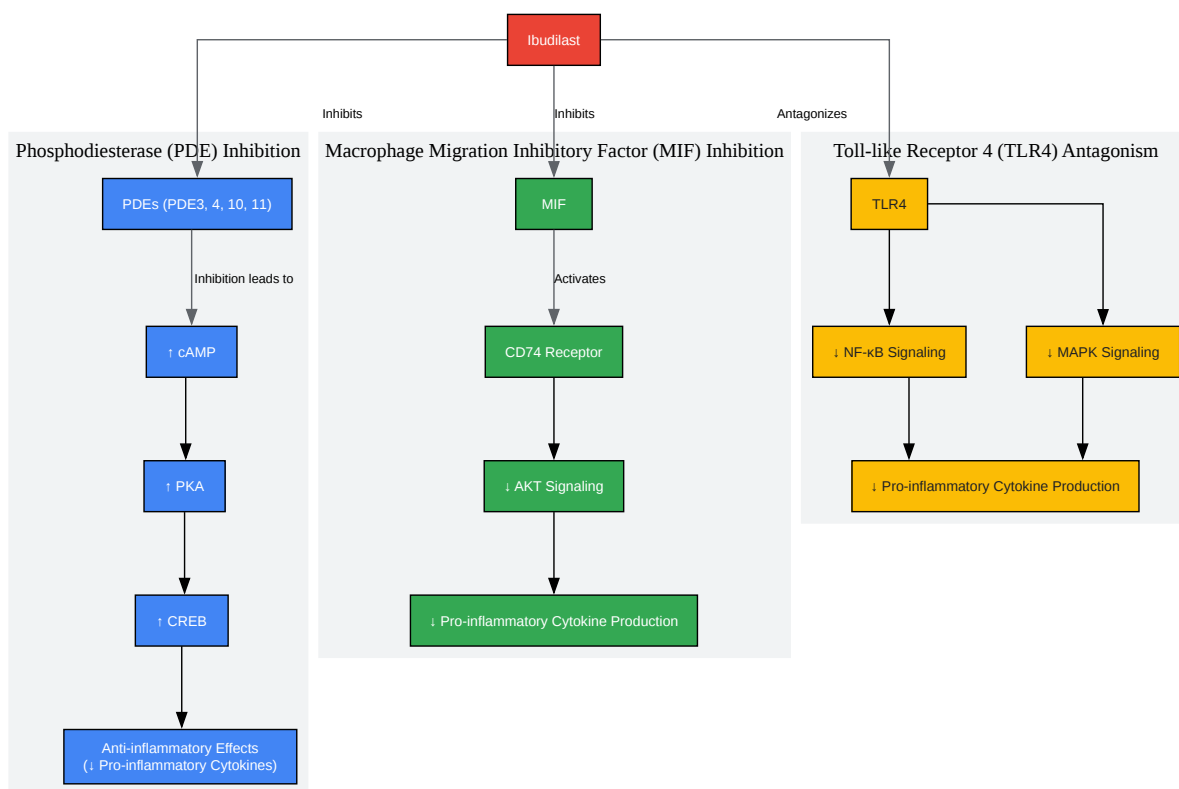 Ibudilast
Inhibits
Inhibits
Antagonizes
Phosphodiesterase (PDE) Inhibition
Macrophage Migration Inhibitory Factor (MIF) Inhibition
Toll-like Receptor 4 (TLR4) Antagonism
PDEs (PDE3, 4, 10, 11)
MIF
TLR4
Inhibition leads to
Activates
↑ cAMP
CD74 Receptor
↓ NF-κB Signaling
↓ MAPK Signaling
↑ PKA
↓ AKT Signaling
↓ Pro-inflammatory Cytokine Production
↑ CREB
↓ Pro-inflammatory Cytokine Production
Anti-inflammatory Effects
(↓ Pro-inflammatory Cytokines)